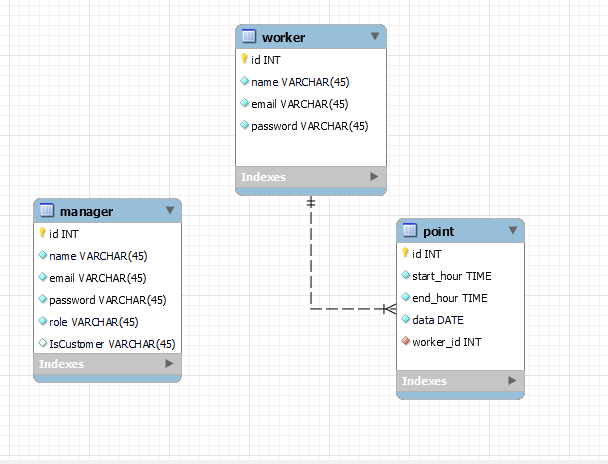 worker
id INT
name VARCHAR(45)
email VARCHAR(45)
password VARCHAR(45)
Indexes
manager
id INT
name VARCHAR(45)
email VARCHAR(45)
password VARCHAR(45)
role VARCHAR(45)
IsCustomer VARCHAR(45)
Indexes
point
id INT
start_hour TIME
end_hour TIME
data DATE
worker_id INT
Indexes